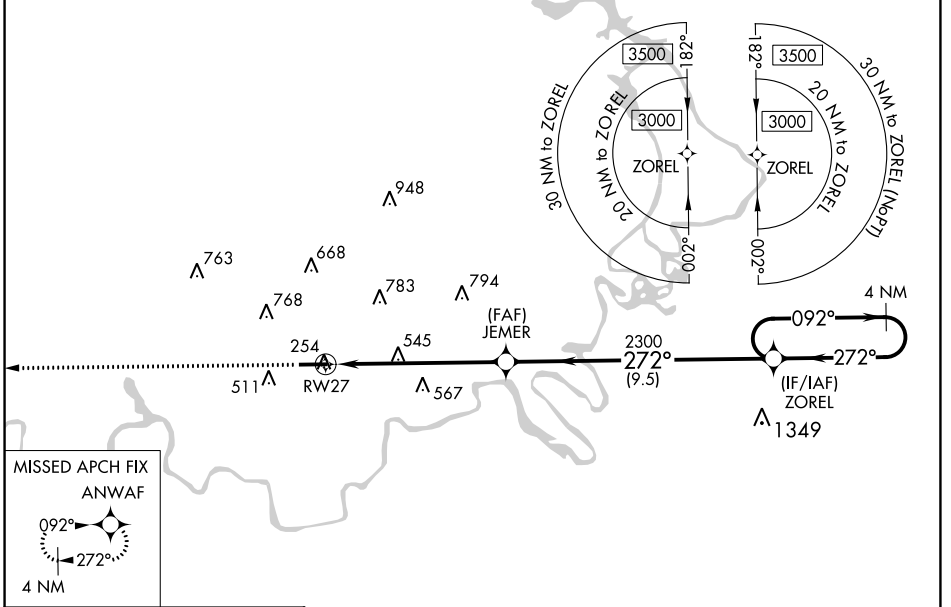 3500
182°
30 NM to ZOREL
20 NM to ZOREL
3000
ZOREL
002°
182°
3500
30 NM to ZOREL (NoPT)
20 NM to ZOREL
3000
ZOREL
002°
948
763
668
768
783
794
254
545
(FAF)
JEMER
2300
272°
(9.5)
4 NM
092°
272°
(IF/IAF)
ZOREL
1349
511
RW27
567
MISSED APCH FIX
ANWAF
092°
272°
4 NM